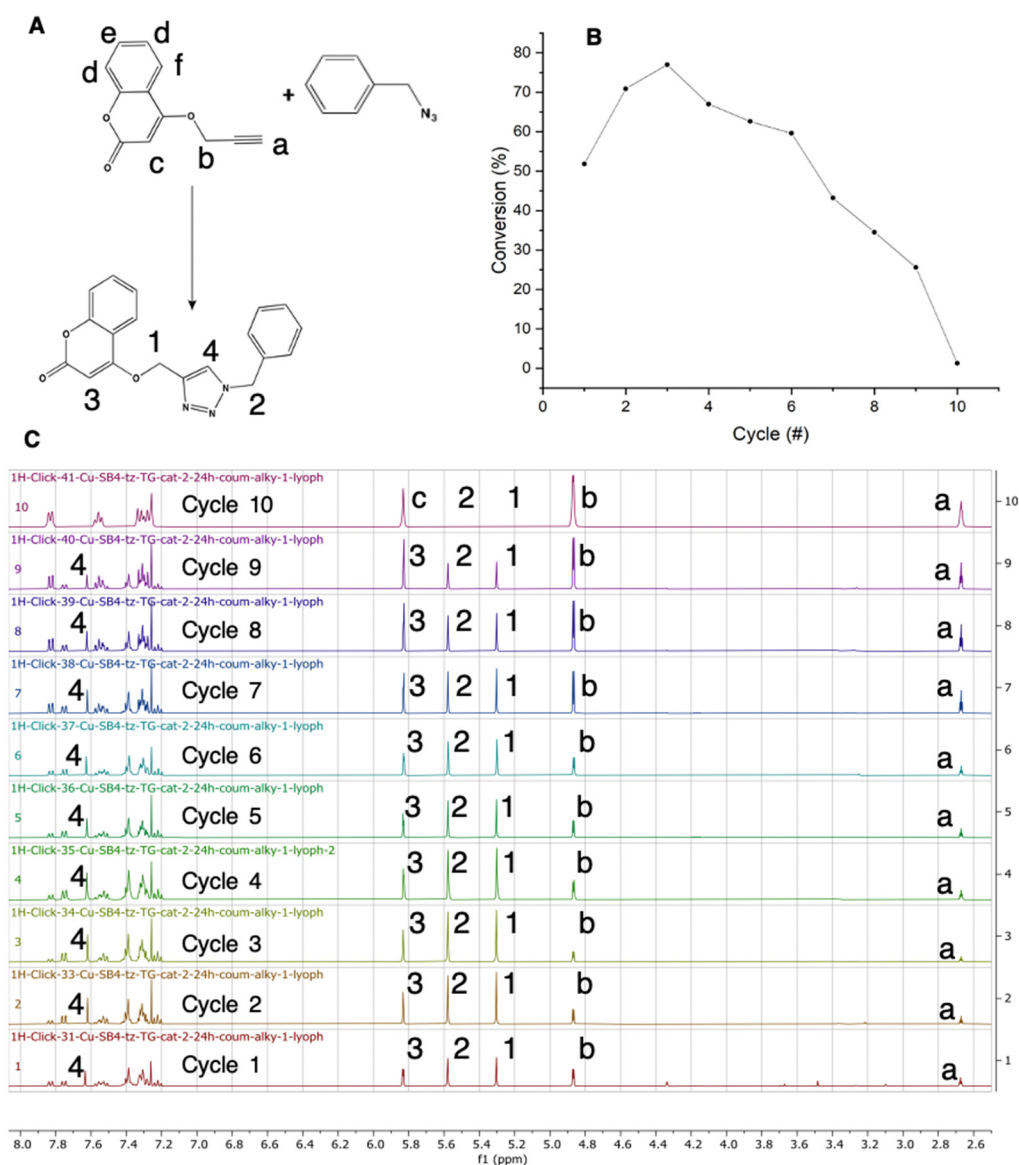 A
e
d
d
f
O
O
O
c
b
a
+
N₃
1
4
O
O
O
N
N
N
3
2
B
Conversion (%)
80
70
60
50
40
30
20
10
0
0
2
4
6
8
10
Cycle (#)
C
1H-Click-41-Cu-SB4-tz-TG-cat-2-24h-coum-alky-1-lyoph
10 Cycle 10 c 2 1 b a 10
1H-Click-40-Cu-SB4-tz-TG-cat-2-24h-coum-alky-1-lyoph
9 4 Cycle 9 3 2 1 b a 9
1H-Click-39-Cu-SB4-tz-TG-cat-2-24h-coum-alky-1-lyoph
8 4 Cycle 8 3 2 1 b a 8
1H-Click-38-Cu-SB4-tz-TG-cat-2-24h-coum-alky-1-lyoph
7 4 Cycle 7 3 2 1 b a 7
1H-Click-37-Cu-SB4-tz-TG-cat-2-24h-coum-alky-1-lyoph
6 4 Cycle 6 3 2 1 b a 6
1H-Click-36-Cu-SB4-tz-TG-cat-2-24h-coum-alky-1-lyoph
5 4 Cycle 5 3 2 1 b a 5
1H-Click-35-Cu-SB4-tz-TG-cat-2-24h-coum-alky-1-lyoph-2
4 4 Cycle 4 3 2 1 b a 4
1H-Click-34-Cu-SB4-tz-TG-cat-2-24h-coum-alky-1-lyoph
3 4 Cycle 3 3 2 1 b a 3
1H-Click-33-Cu-SB4-tz-TG-cat-2-24h-coum-alky-1-lyoph
2 4 Cycle 2 3 2 1 b a 2
1H-Click-31-Cu-SB4-tz-TG-cat-2-24h-coum-alky-1-lyoph
1 4 Cycle 1 3 2 1 b a 1
8.0 7.8 7.6 7.4 7.2 7.0 6.8 6.6 6.4 6.2 6.0 5.8 5.6 5.4 5.2 5.0 4.8 4.6 4.4 4.2 4.0 3.8 3.6 3.4 3.2 3.0 2.8 2.6
f1 (ppm)